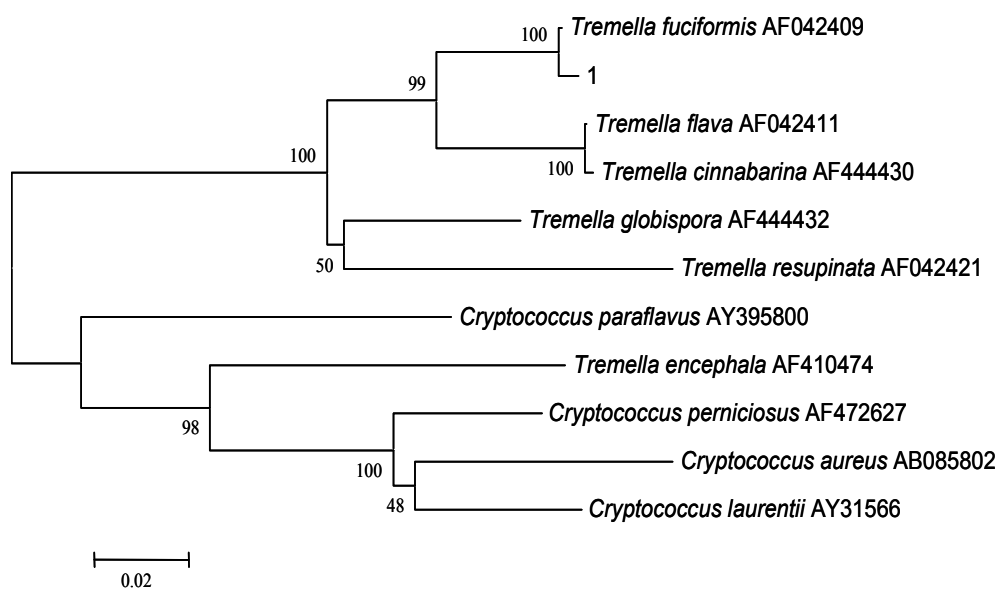 100 Tremella fuciformis AF042409
1
99
Tremella flava AF042411
100 Tremella cinnabarina AF444430
100
Tremella globispora AF444432
50 Tremella resupinata AF042421
Cryptococcus paraflavus AY395800
Tremella encephala AF410474
98 Cryptococcus perniciosus AF472627
100 Cryptococcus aureus AB085802
48 Cryptococcus laurentii AY31566
0.02